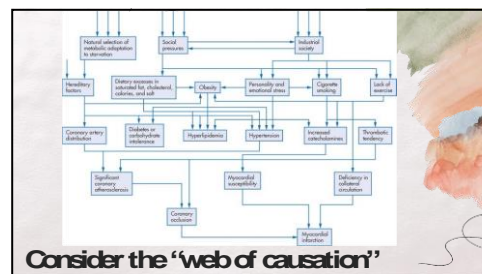 Natural selection of
metabolic adaptation
to starvation
Social
pressures
Industrial
society
Hereditary
factors
Dietary excesses in
saturated fat, cholesterol,
calories, and salt
Obesity
Personality and
emotional stress
Cigarette
smoking
Lack of
exercise
Coronary artery
distribution
Diabetes or
carbohydrate
intolerance
Hyperlipidemia
Hypertension
Increased
catecholamines
Thrombotic
tendency
Significant
coronary
atherosclerosis
Myocardial
susceptibility
Deficiency in
collateral
circulation
Coronary
occlusion
Myocardial
infarction
Consider the “web of causation”